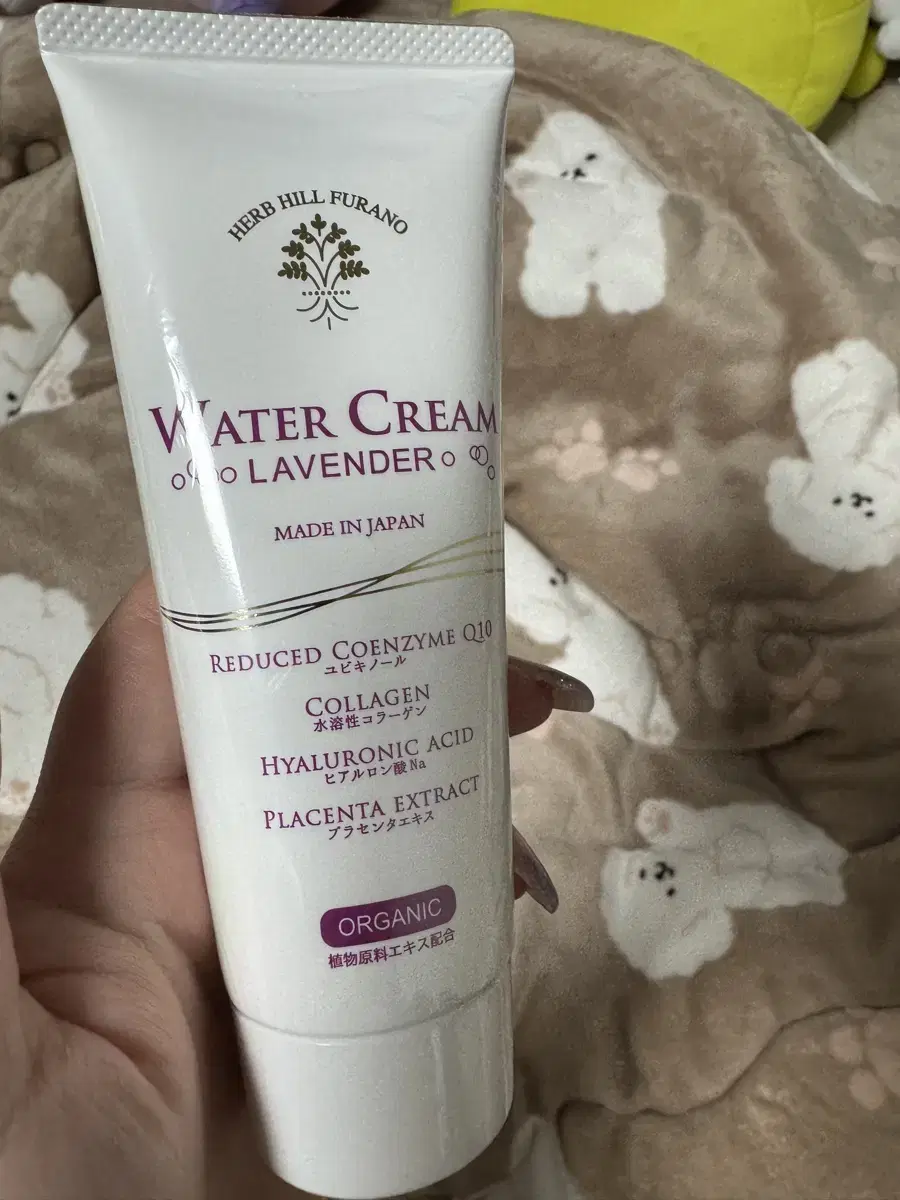 HERB HILL FURANO
WATER CREAM
LAVENDER
MADE IN JAPAN
REDUCED COENZYME Q10
ユビキノール
COLLAGEN
水溶性コラーゲン
HYALURONIC ACID
ヒアルロン酸Na
PLACENTA EXTRACT
プラセンタエキス
ORGANIC
植物原料エキス配合